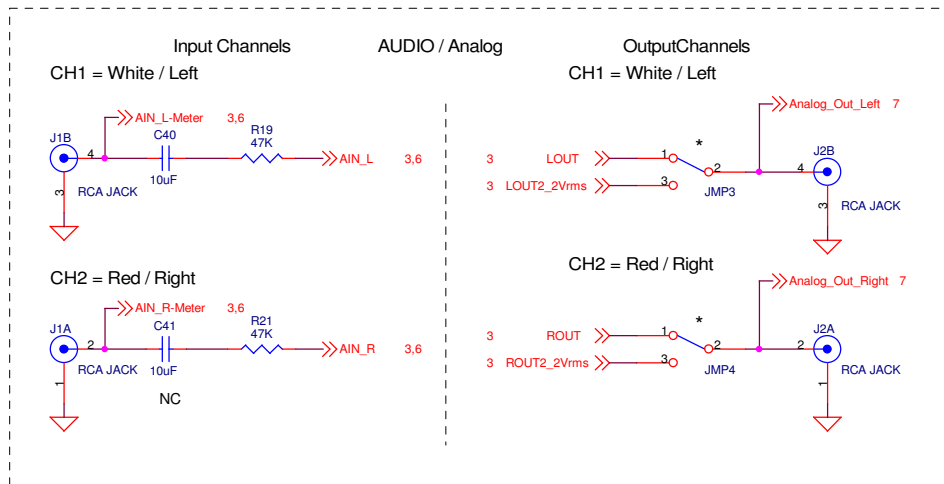 Input Channels
AUDIO / Analog
OutputChannels
CH1 = White / Left
AIN_L-Meter 3,6
J1B
4
C40
10uF
R19
47K
AIN_L 3,6
3
RCA JACK
CH2 = Red / Right
AIN_R-Meter 3,6
J1A
2
C41
10uF
R21
47K
AIN_R 3,6
1
RCA JACK
NC
CH1 = White / Left
Analog_Out_Left 7
3 LOUT
1
*
2
3 LOUT2_2Vrms
3
JMP3
4
J2B
3
RCA JACK
CH2 = Red / Right
Analog_Out_Right 7
3 ROUT
1
*
2
3 ROUT2_2Vrms
3
JMP4
2
J2A
1
RCA JACK